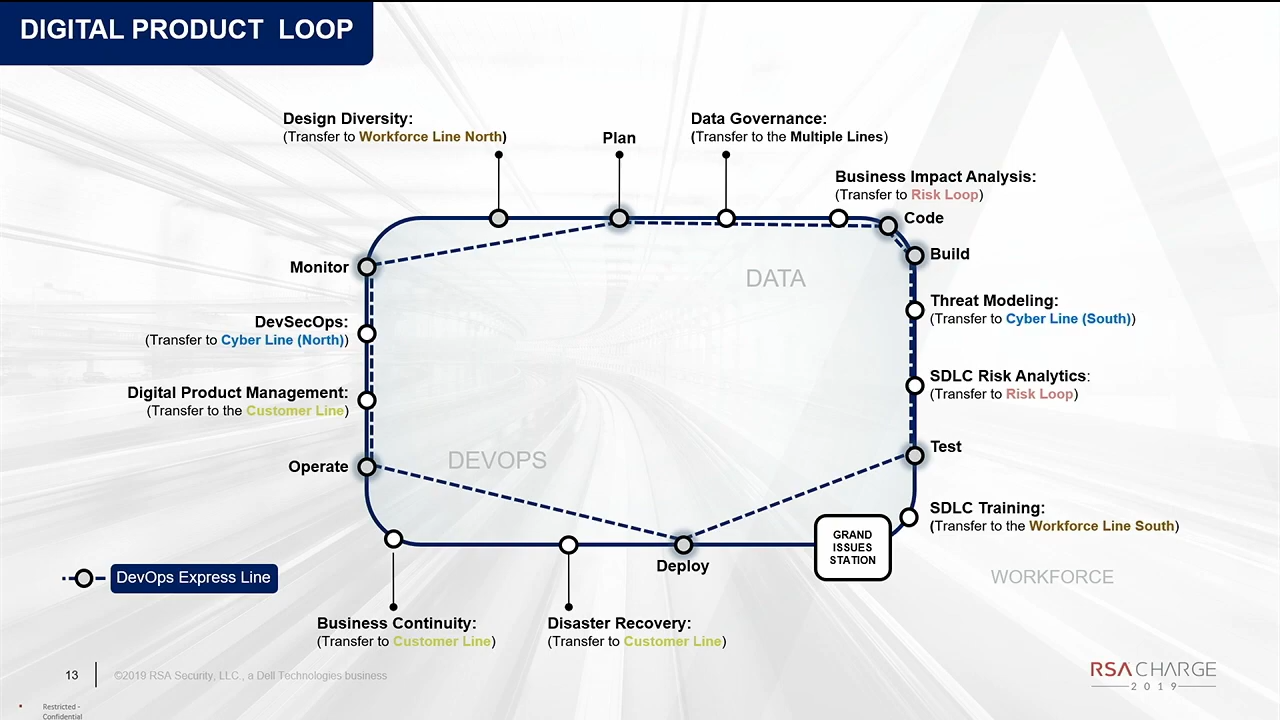 DIGITAL PRODUCT LOOP
Design Diversity:
(Transfer to Workforce Line North)
Plan
Data Governance:
(Transfer to the Multiple Lines)
Business Impact Analysis:
(Transfer to Risk Loop)
Code
Build
Monitor
DATA
Threat Modeling:
(Transfer to Cyber Line (South))
DevSecOps:
(Transfer to Cyber Line (North))
SDLC Risk Analytics:
(Transfer to Risk Loop)
Digital Product Management:
(Transfer to the Customer Line)
Test
DEVOPS
Operate
SDLC Training:
(Transfer to the Workforce Line South)
GRAND
ISSUES
STATION
Deploy
DevOps Express Line
WORKFORCE
Business Continuity:
(Transfer to Customer Line)
Disaster Recovery:
(Transfer to Customer Line)
13
©2019 RSA Security, LLC., a Dell Technologies business
RSA CHARGE
2019
Restricted -
Confidential